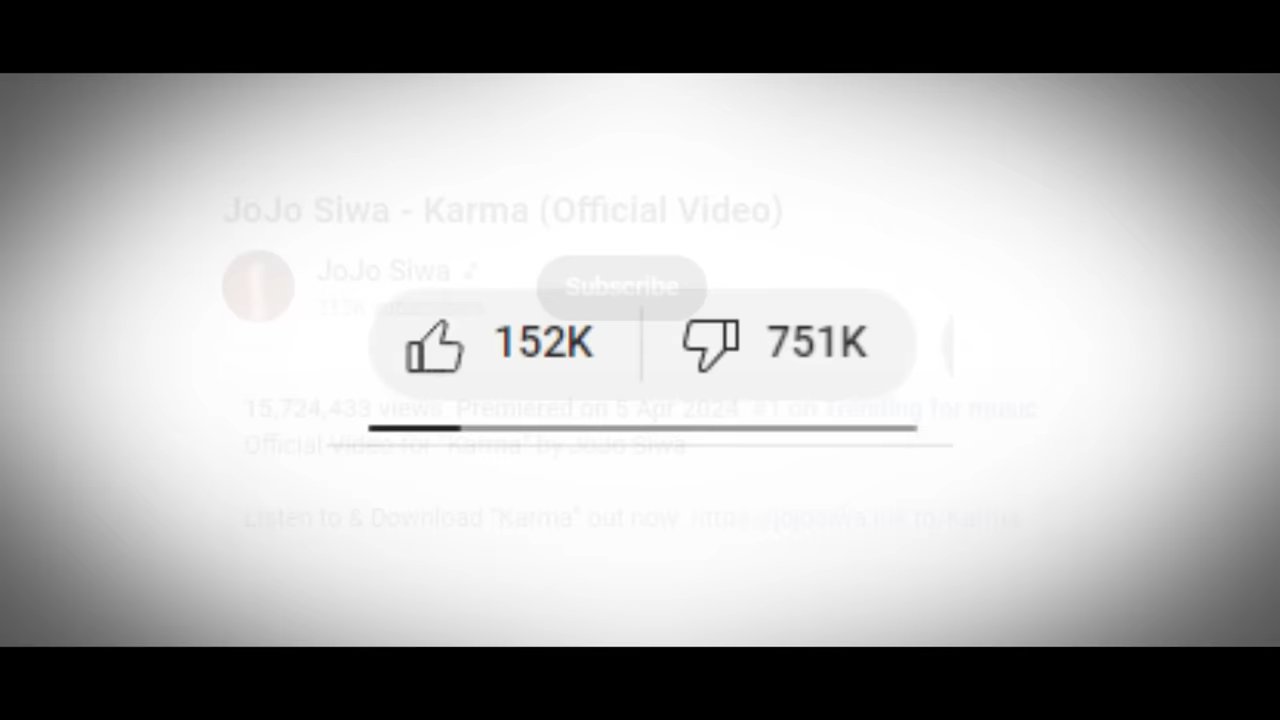 JoJo Siwa - Karma (Official Video)
JoJo Siwa
Subscribe
subscribers
152K 751K
15,724,433 views Premiered on 5 Apr 2024 #1 on Trending for music
Official Video for "Karma" by JoJo Siwa
Listen to & Download "Karma" out now